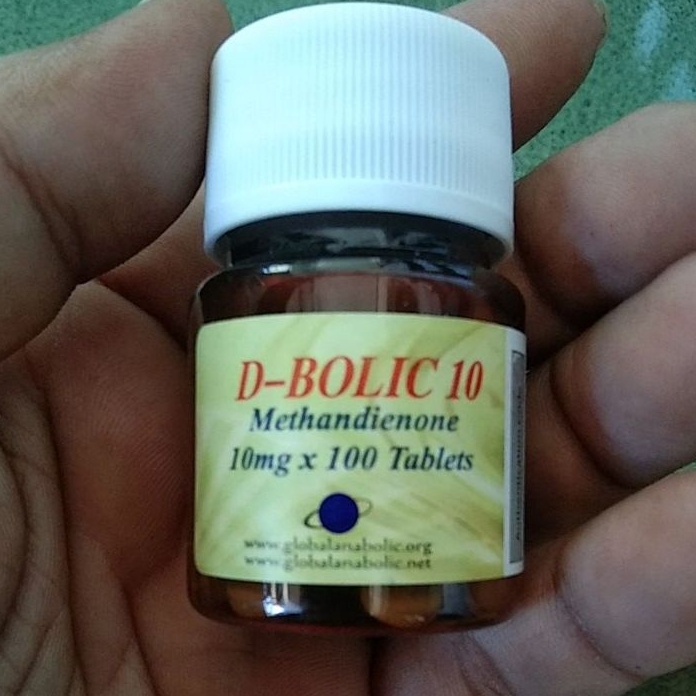 D-BOLIC 10
Methandienone
10mg x 100 Tablets
www.globalanabolic.org
www.globalanabolic.net